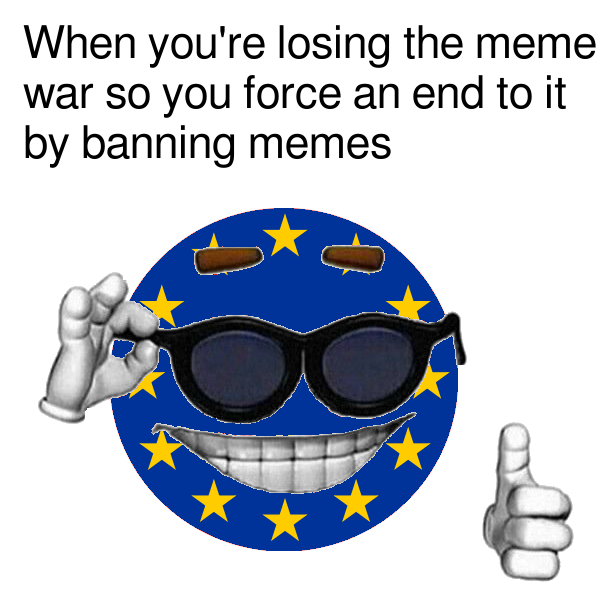 When you're losing the meme
war so you force an end to it
by banning memes